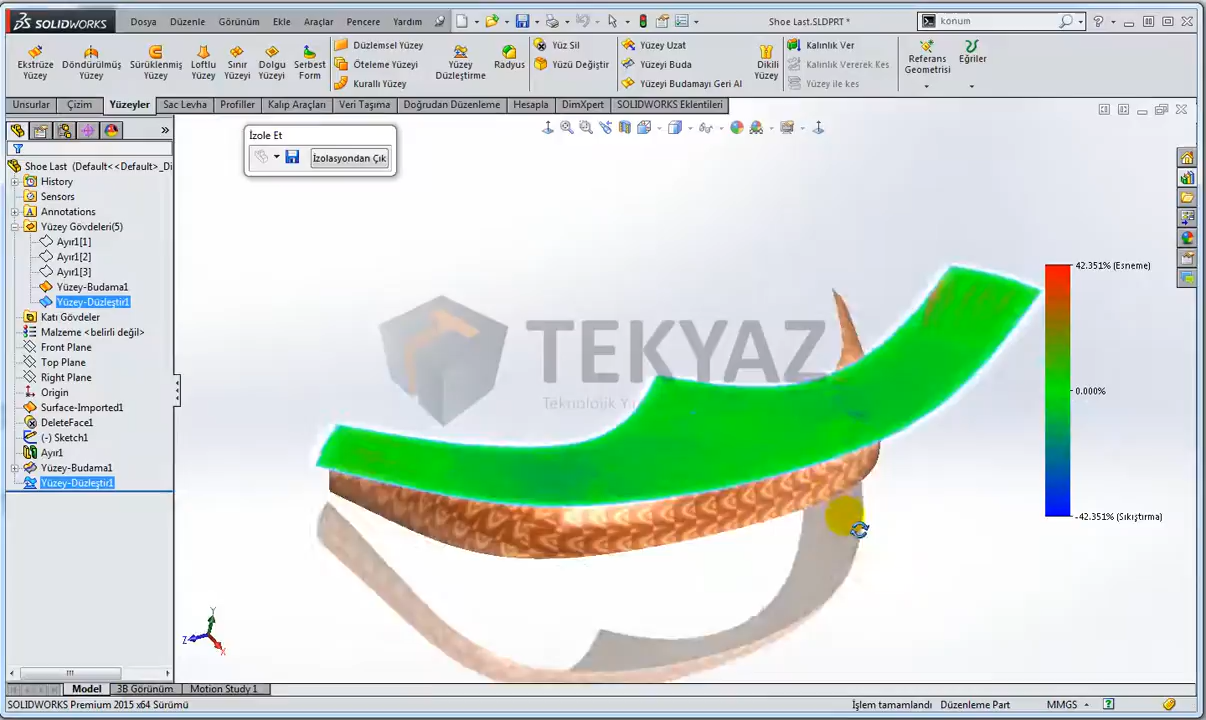 SOLIDWORKS
Dosya Düzenle Görünüm Ekle Araçlar Pencere Yardım
Shoe Last.SLDPRT *
konum
Ekstrüze Yüzey
Döndürülmüş Yüzey
Sürüklenmiş Yüzey
Loftlu Yüzey
Sınır Yüzeyi
Dolgu Yüzeyi
Serbest Form
Düzlemsel Yüzey
Öteleme Yüzeyi
Kurallı Yüzey
Yüzey Düzleştirme
Radyus
Yüz Sil
Yüzü Değiştir
Yüzey Uzat
Yüzeyi Buda
Yüzeyi Budamayı Geri Al
Dikili Yüzey
Kalınlık Ver
Kalınlık Vererek Kes
Yüzey ile kes
Referans Geometrisi
Eğriler
Unsurlar Çizim Yüzeyler Sac Levha Profiller Kalıp Araçları Veri Taşıma Doğrudan Düzenleme Hesapla DimXpert SOLIDWORKS Eklentileri
İzole Et
İzolasyondan Çık
Shoe Last (Default<<Default>_Di
History
Sensors
Annotations
Yüzey Gövdeleri(5)
Ayır1[1]
Ayır1[2]
Ayır1[3]
Yüzey-Budama1
Yüzey-Düzleştir1
Katı Gövdeler
Malzeme <belirli değil>
Front Plane
Top Plane
Right Plane
Origin
Surface-Imported1
DeleteFace1
(-) Sketch1
Ayır1
Yüzey-Budama1
Yüzey-Düzleştir1
TEKYAZ
42.351% (Esneme)
0.000%
-42.351% (Sıkıştırma)
Y
Z
X
Model 3B Görünüm Motion Study 1
SOLIDWORKS Premium 2015 x64 Sürümü
İşlem tamamlandı Düzenleme Part
MMGS